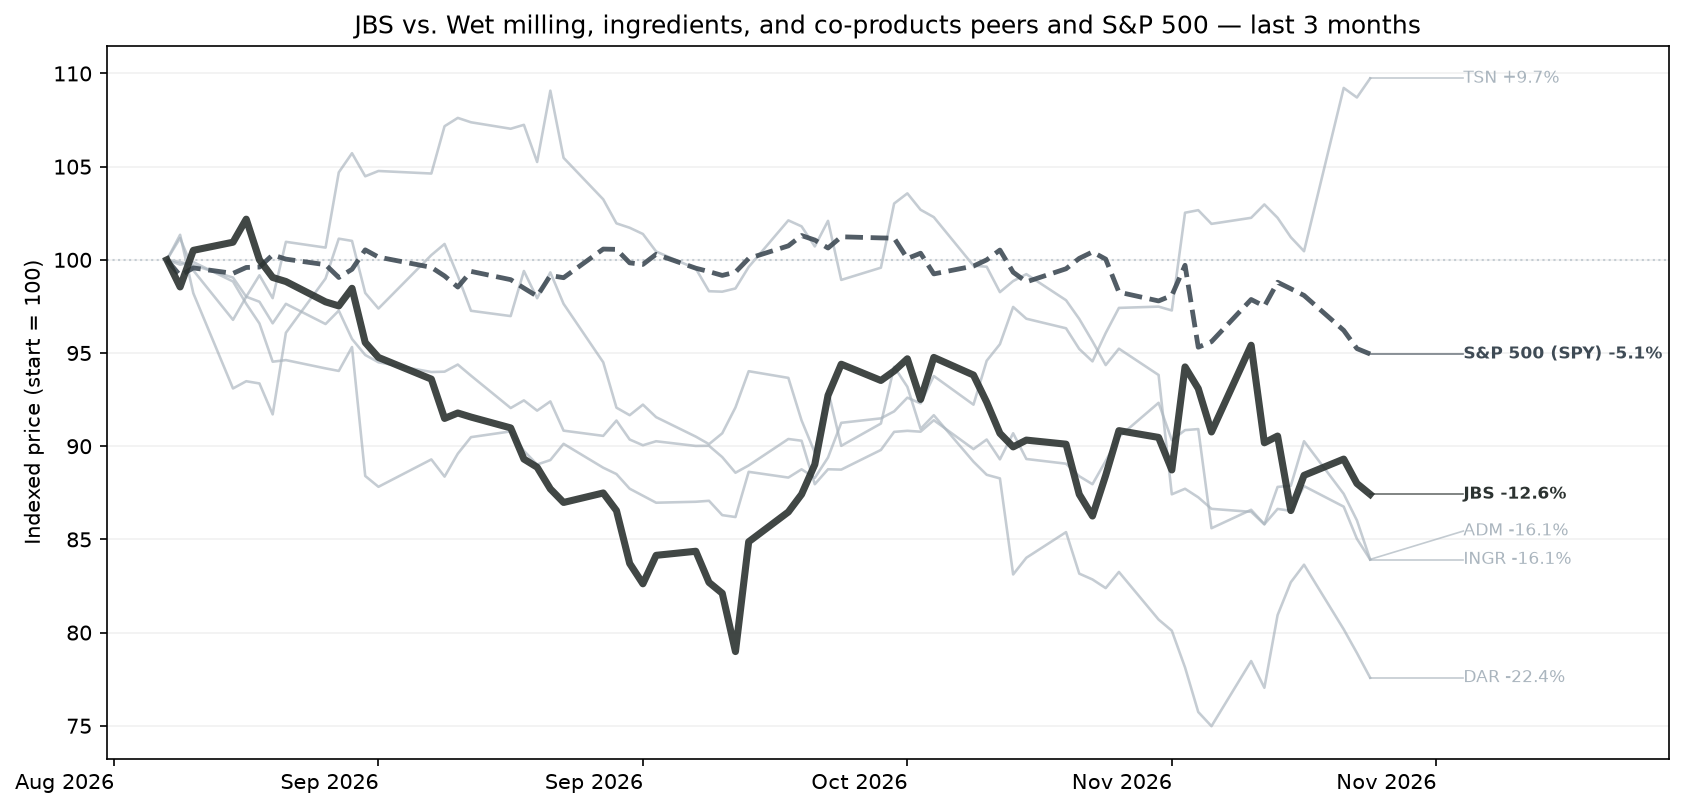 JBS vs. Wet milling, ingredients, and co-products peers and S&P 500 — last 3 months
Indexed price (start = 100)
110
105
100
95
90
85
80
75
TSN +9.7%
S&P 500 (SPY) -5.1%
JBS -12.6%
ADM -16.1%
INGR -16.1%
DAR -22.4%
Aug 2026
Sep 2026
Sep 2026
Oct 2026
Nov 2026
Nov 2026